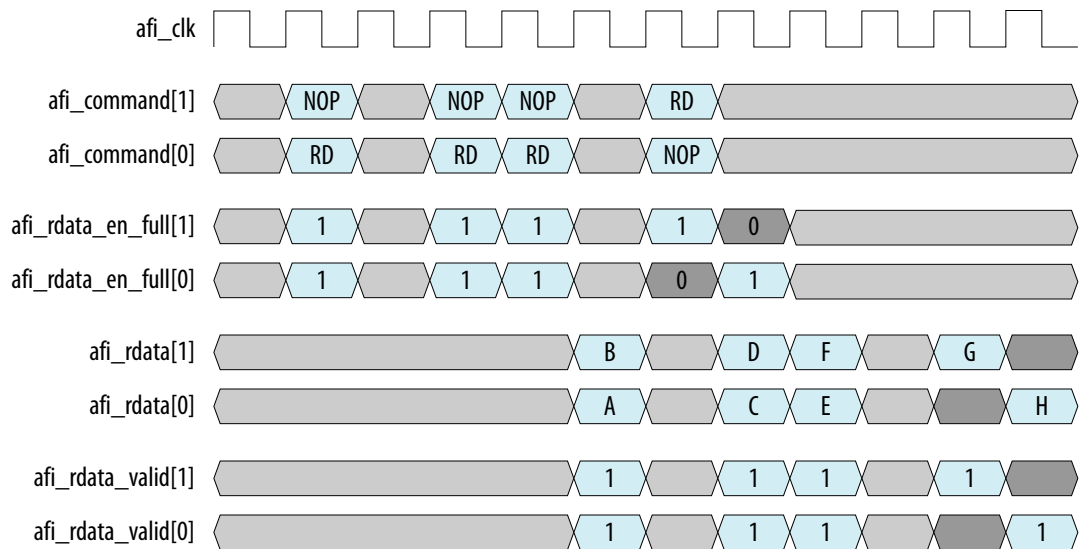 afi_clk
afi_command[1] NOP NOP NOP RD
afi_command[0] RD RD RD NOP
afi_rdata_en_full[1] 1 1 1 1 0
afi_rdata_en_full[0] 1 1 1 0 1
afi_rdata[1] B D F G
afi_rdata[0] A C E H
afi_rdata_valid[1] 1 1 1 1
afi_rdata_valid[0] 1 1 1 1